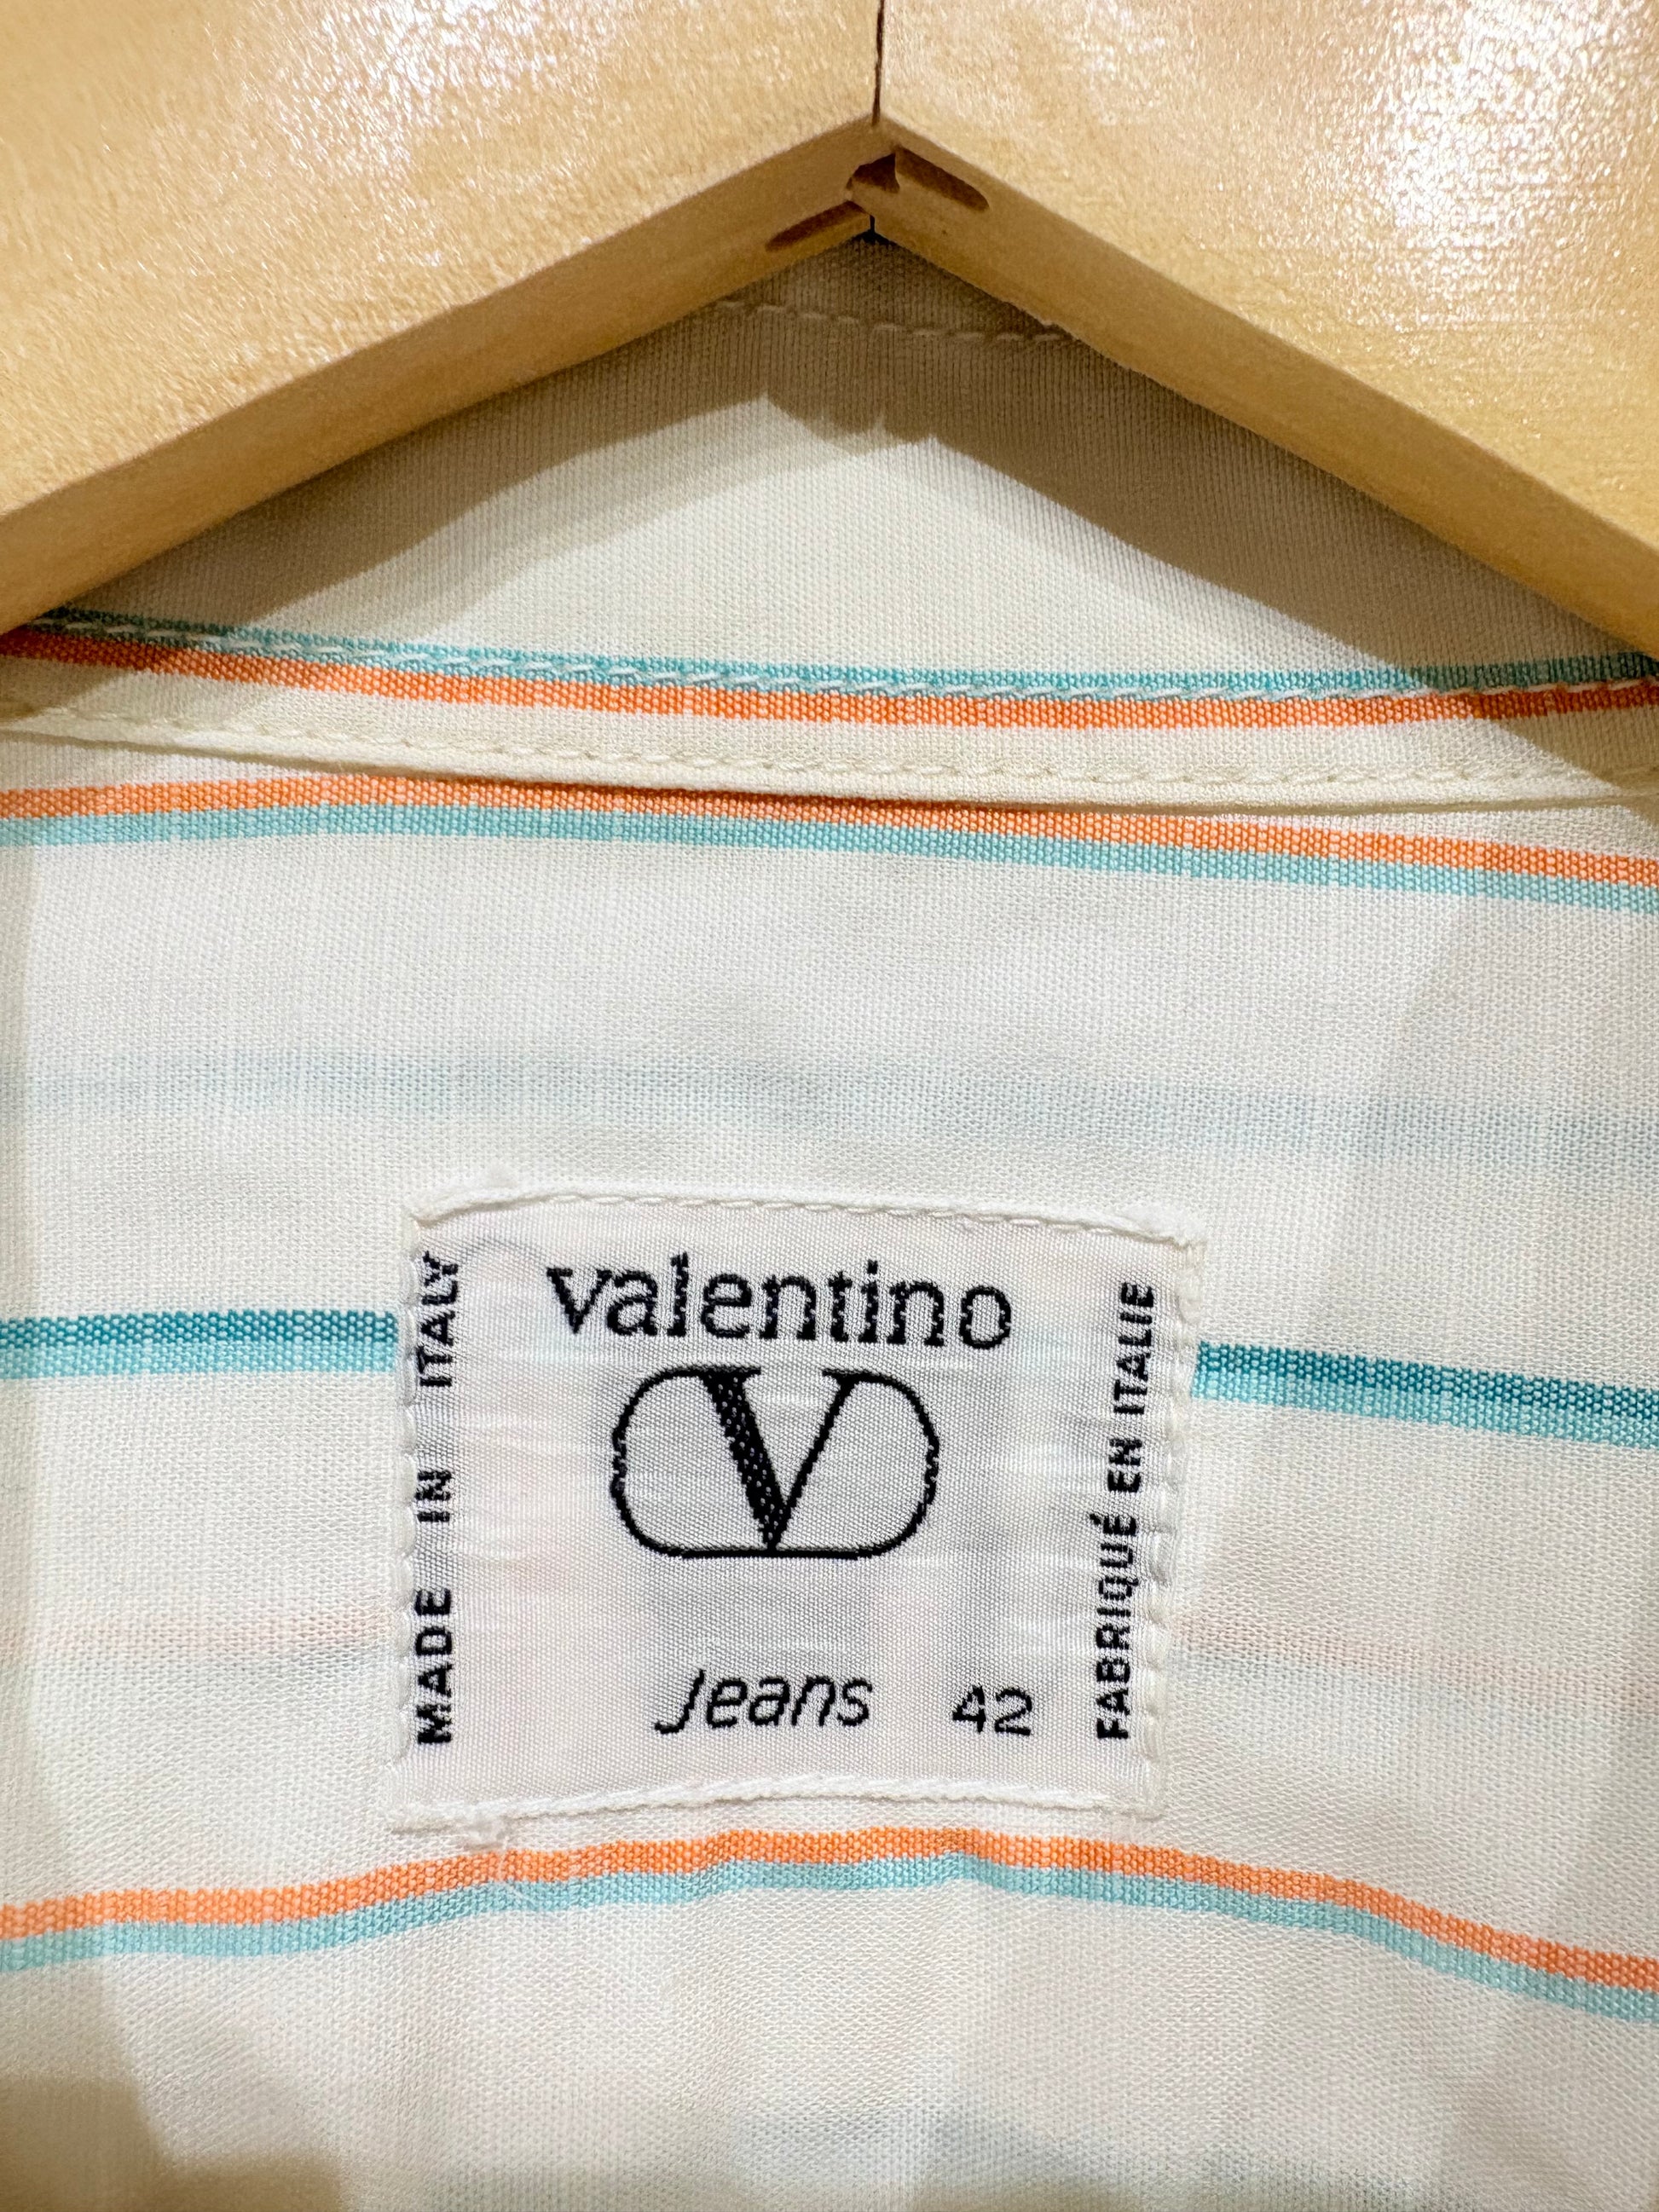 valentino
V
Jeans 42
MADE IN ITALY
FABRIQUÉ EN ITALIE